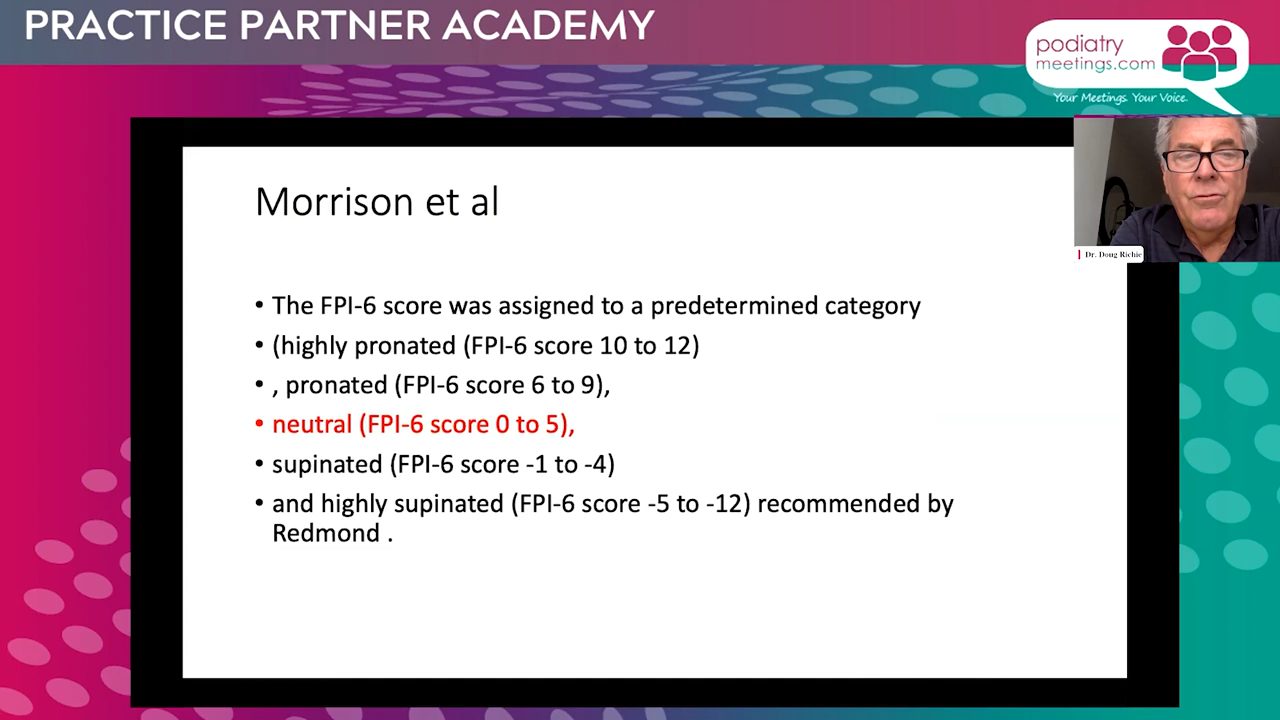 PRACTICE PARTNER ACADEMY
podiatry
meetings.com
Your Meetings. Your Voice.
Dr. Doug Richie
Morrison et al
• The FPI-6 score was assigned to a predetermined category
• (highly pronated (FPI-6 score 10 to 12)
• , pronated (FPI-6 score 6 to 9),
• neutral (FPI-6 score 0 to 5),
• supinated (FPI-6 score -1 to -4)
• and highly supinated (FPI-6 score -5 to -12) recommended by
Redmond .